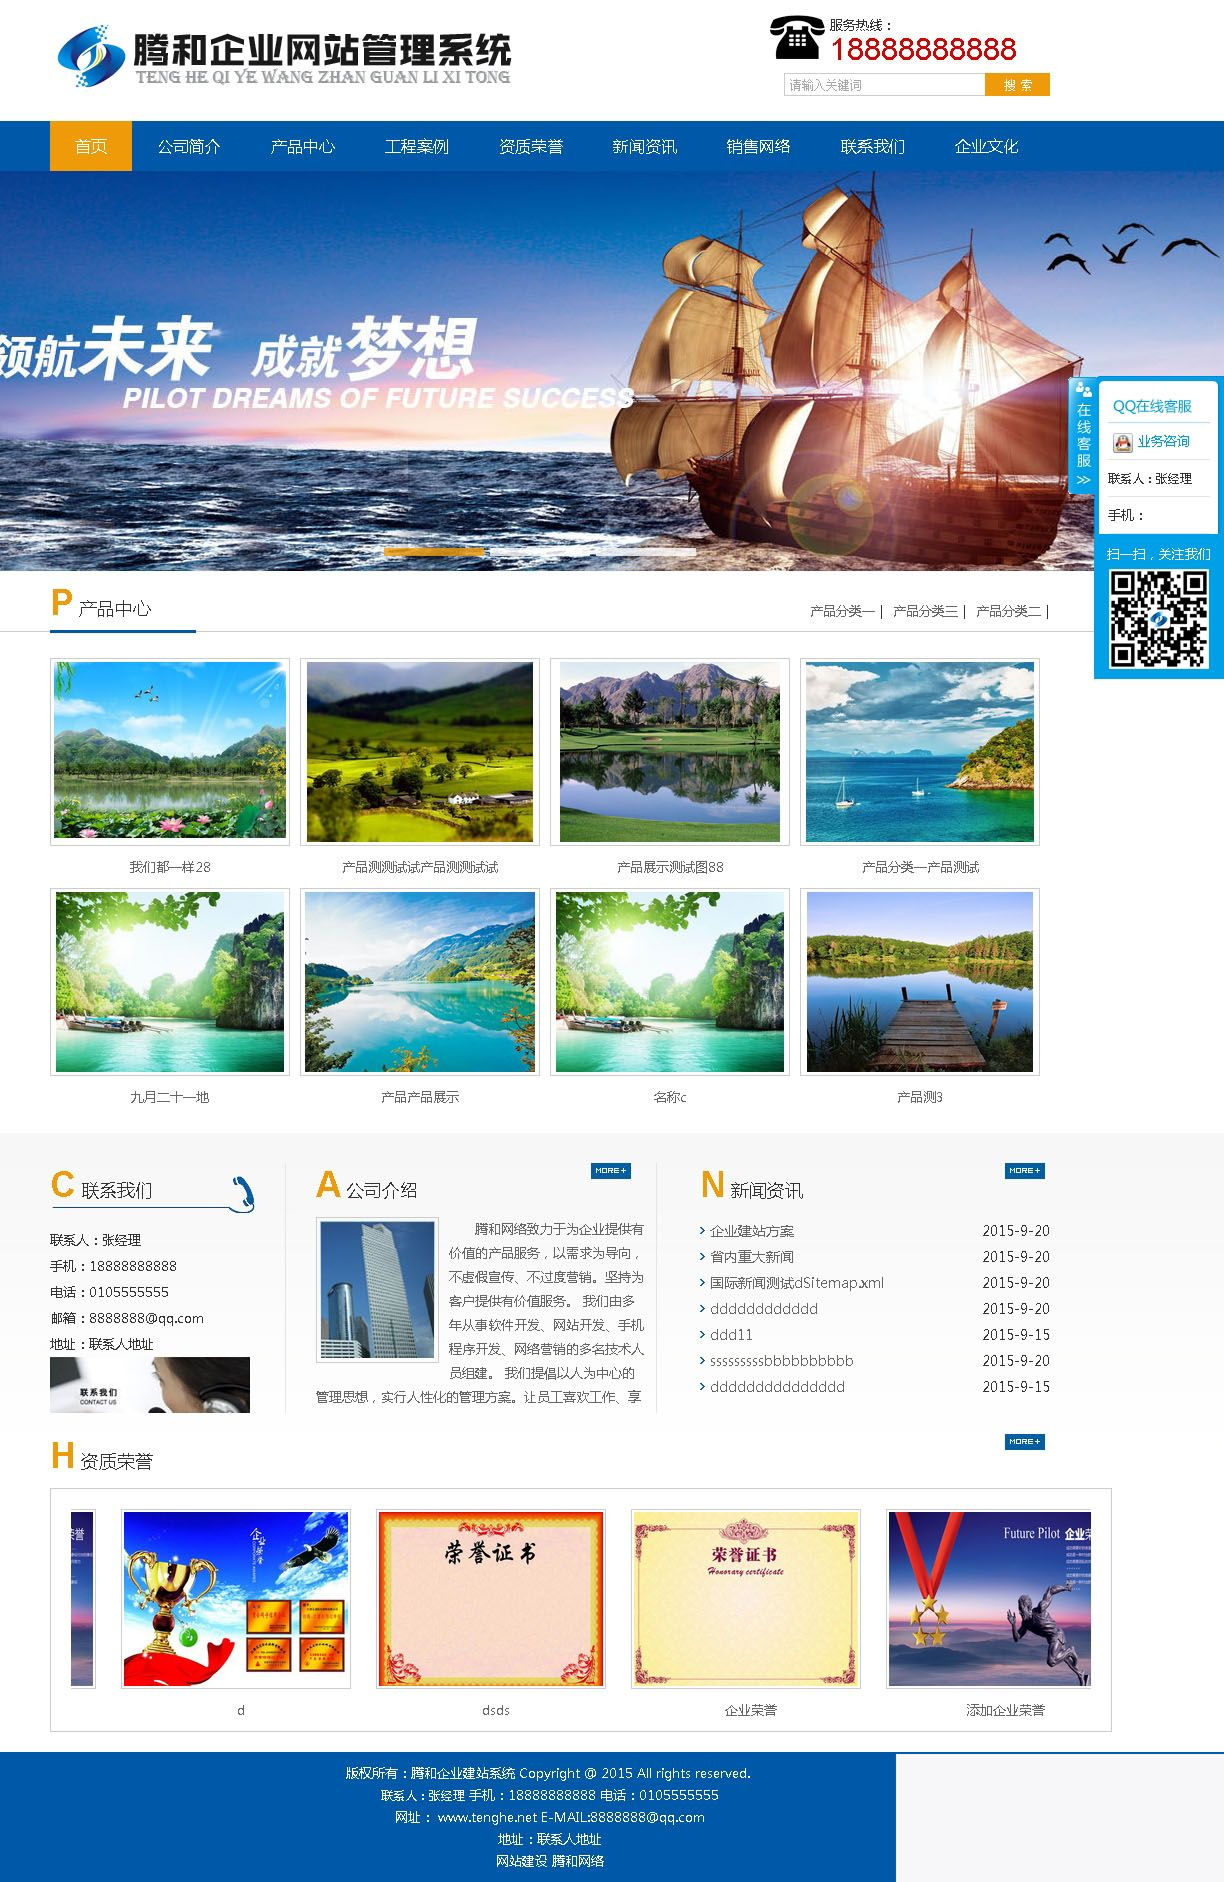 腾和企业网站管理系统
TENG HE QI YE WANG ZHAN GUAN LI XI TONG
服务热线：
18888888888
请输入关键词
搜 索
首页 公司简介 产品中心 工程案例 资质荣誉 新闻资讯 销售网络 联系我们 企业文化
领航未来 成就梦想
PILOT DREAMS OF FUTURE SUCCESS
在线客服
>>
QQ在线客服
业务咨询
联系人：张经理
手机：
扫一扫，关注我们
P 产品中心
产品分类一 | 产品分类三 | 产品分类二 |
我们都一样28
产品测测试试产品测测试试
产品展示测试图88
产品分类一产品测试
九月二十一地
产品产品展示
名称c
产品测3
C 联系我们
联系人：张经理
手机：18888888888
电话：0105555555
邮箱：8888888@qq.com
地址：联系人地址
联系我们
CONTACT US
A 公司介绍
MORE+
腾和网络致力于为企业提供有
价值的产品服务，以需求为导向，
不虚假宣传、不过度营销。坚持为
客户提供有价值服务。 我们由多
年从事软件开发、网站开发、手机
程序开发、网络营销的多名技术人
员组建。 我们提倡以人为中心的
管理思想，实行人性化的管理方案。让员工喜欢工作、享
N 新闻资讯
MORE+
企业建站方案 2015-9-20
省内重大新闻 2015-9-20
国际新闻测试dSitemap.xml 2015-9-20
dddddddddddd 2015-9-20
ddd11 2015-9-15
sssssssssbbbbbbbbbb 2015-9-20
ddddddddddddddd 2015-9-15
H 资质荣誉
MORE+
荣誉
企业荣誉
荣誉证书
荣誉证书
Honorary certificate
Future Pilot 企业荣
d
dsds
企业荣誉
添加企业荣誉
版权所有：腾和企业建站系统 Copyright @ 2015 All rights reserved.
联系人：张经理 手机：18888888888 电话：0105555555
网址： www.tenghe.net E-MAIL:8888888@qq.com
地址：联系人地址
网站建设 腾和网络